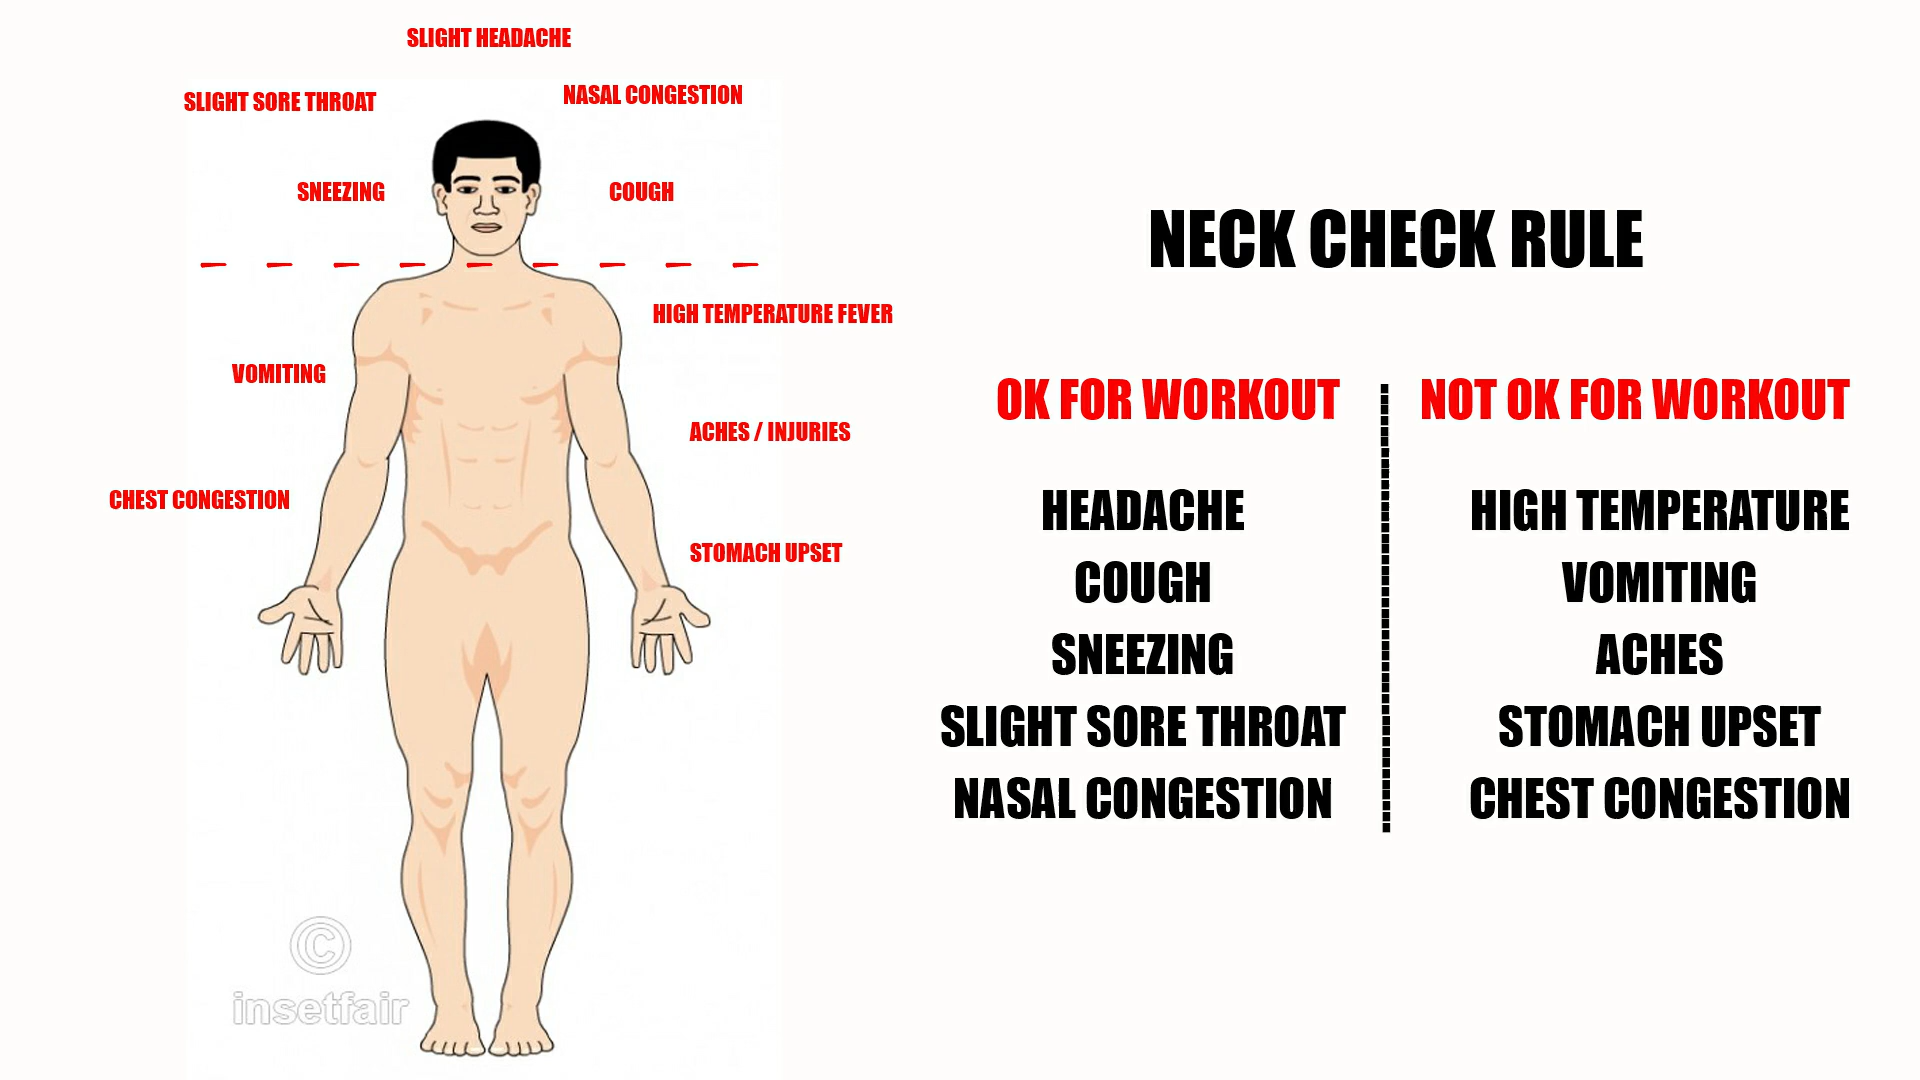 SLIGHT HEADACHE
SLIGHT SORE THROAT
NASAL CONGESTION
SNEEZING
COUGH
HIGH TEMPERATURE FEVER
VOMITING
ACHES / INJURIES
CHEST CONGESTION
STOMACH UPSET
© insetfair
NECK CHECK RULE
OK FOR WORKOUT
HEADACHE
COUGH
SNEEZING
SLIGHT SORE THROAT
NASAL CONGESTION
NOT OK FOR WORKOUT
HIGH TEMPERATURE
VOMITING
ACHES
STOMACH UPSET
CHEST CONGESTION